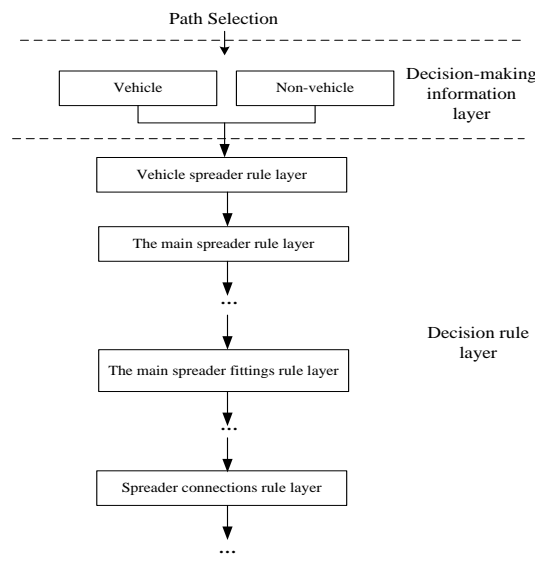 Path Selection
Vehicle
Non-vehicle
Decision-making
information
layer
Vehicle spreader rule layer
The main spreader rule layer
...
Decision rule
layer
The main spreader fittings rule layer
...
Spreader connections rule layer
...